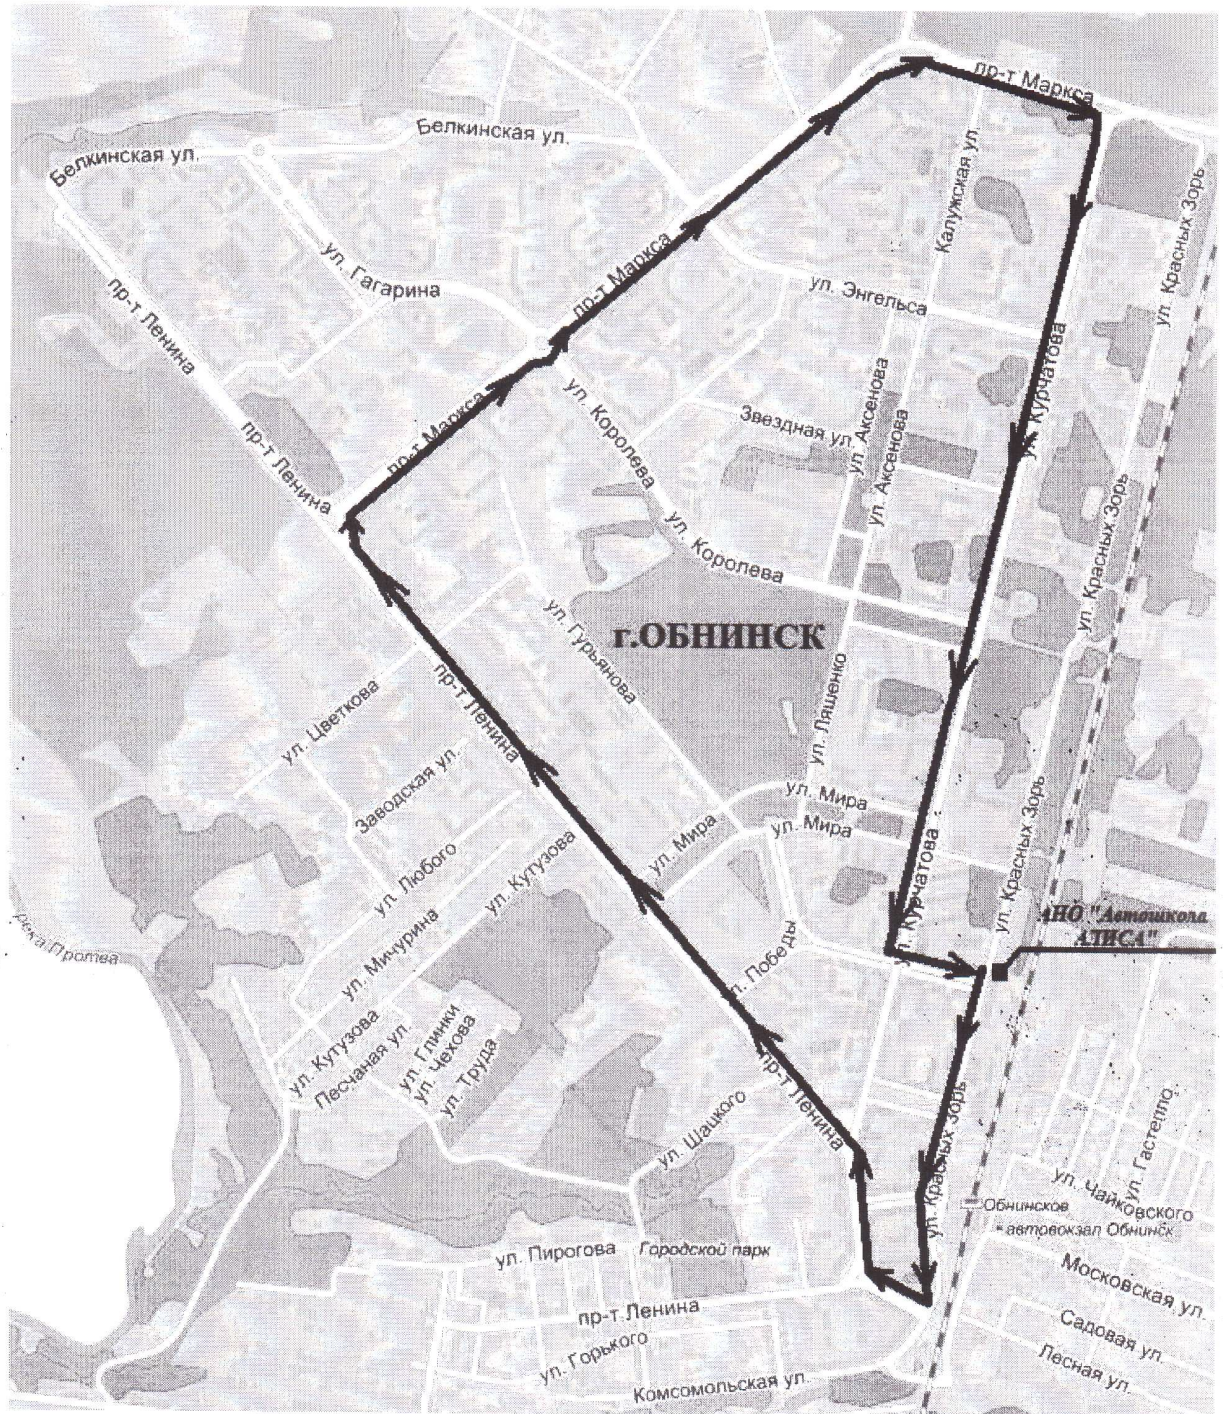 пр-т Маркса
Белкинская ул.
Белкинская ул.
Калужская ул.
ул. Красных Зорь
ул. Гагарина
пр-т Маркса
ул. Энгельса
пр-т Ленина
ул. Курчатова
пр-т Маркса
ул. Королева
Звездная ул.
ул. Аксенова
ул. Аксенова
пр-т Ленина
ул. Красных Зорь
ул. Королева
г.ОБНИНСК
ул. Гурьянова
пр-т Ленина
ул. Цветкова
ул. Ляшенко
Заводская ул.
ул. Мира
ул. Мира
ул. Мира
ул. Любого
ул. Кутузова
ул. Курчатова
ул. Красных Зорь
АНО "Автошкола
АЛИСА"
река Протва
ул. Мичурина
ул. Победы
ул. Кутузова
Песчаная ул.
ул. Глинки
ул. Чехова
ул. Труда
пр-т Ленина
ул. Шацкого
ул. Красных Зорь
ул. Гастелло
ул. Чайковского
Обнинское
автовокзал Обнинск
ул. Пирогова
Городской парк
Московская ул.
пр-т Ленина
Садовая ул.
ул. Горького
Лесная ул.
Комсомольская ул.